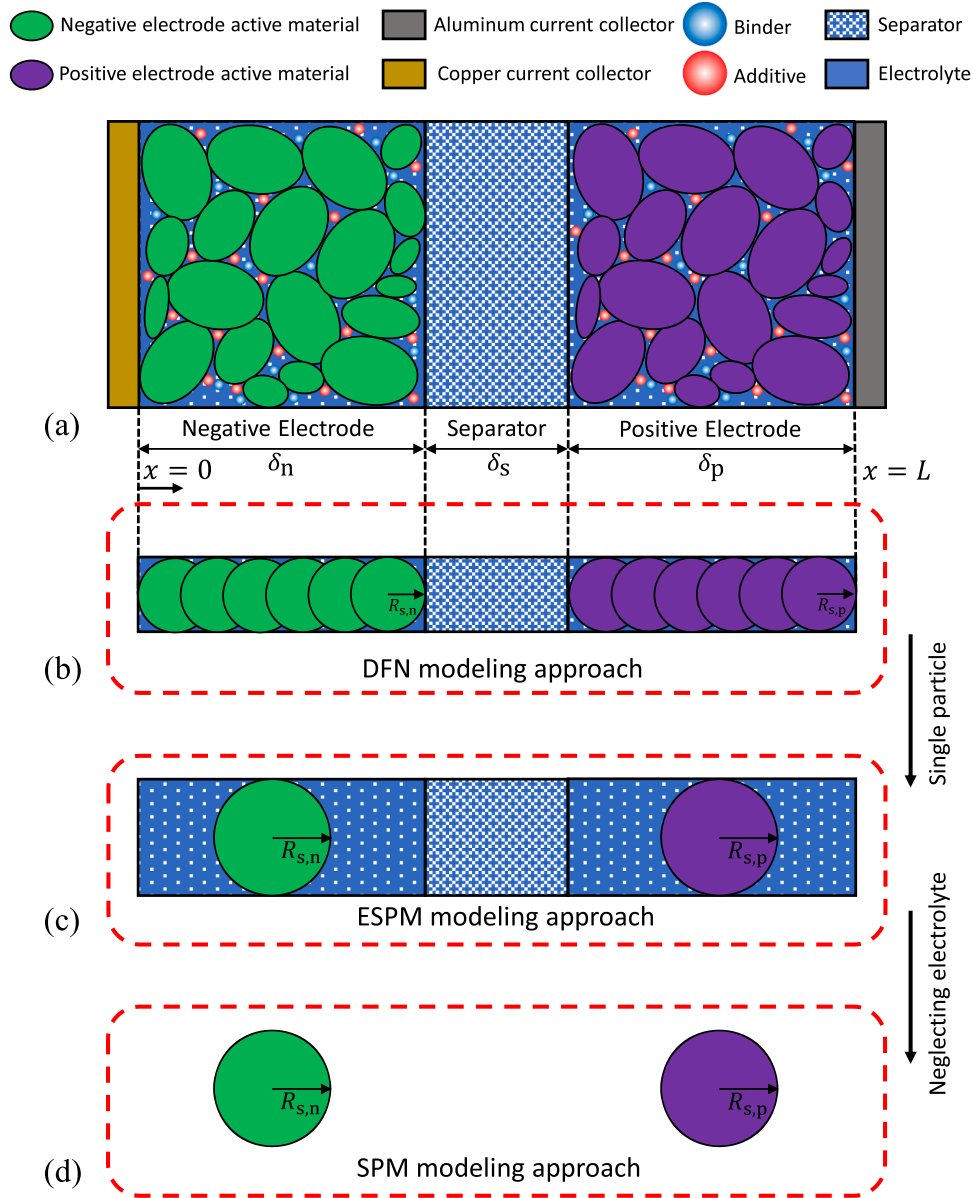 Negative electrode active material
Aluminum current collector
Binder
Separator
Positive electrode active material
Copper current collector
Additive
Electrolyte
(a)
Negative Electrode
Separator
Positive Electrode
δn
δs
δp
x = 0
x = L
Rs,n
Rs,p
(b)
DFN modeling approach
Single particle
Rs,n
Rs,p
(c)
ESPM modeling approach
Neglecting electrolyte
Rs,n
Rs,p
(d)
SPM modeling approach